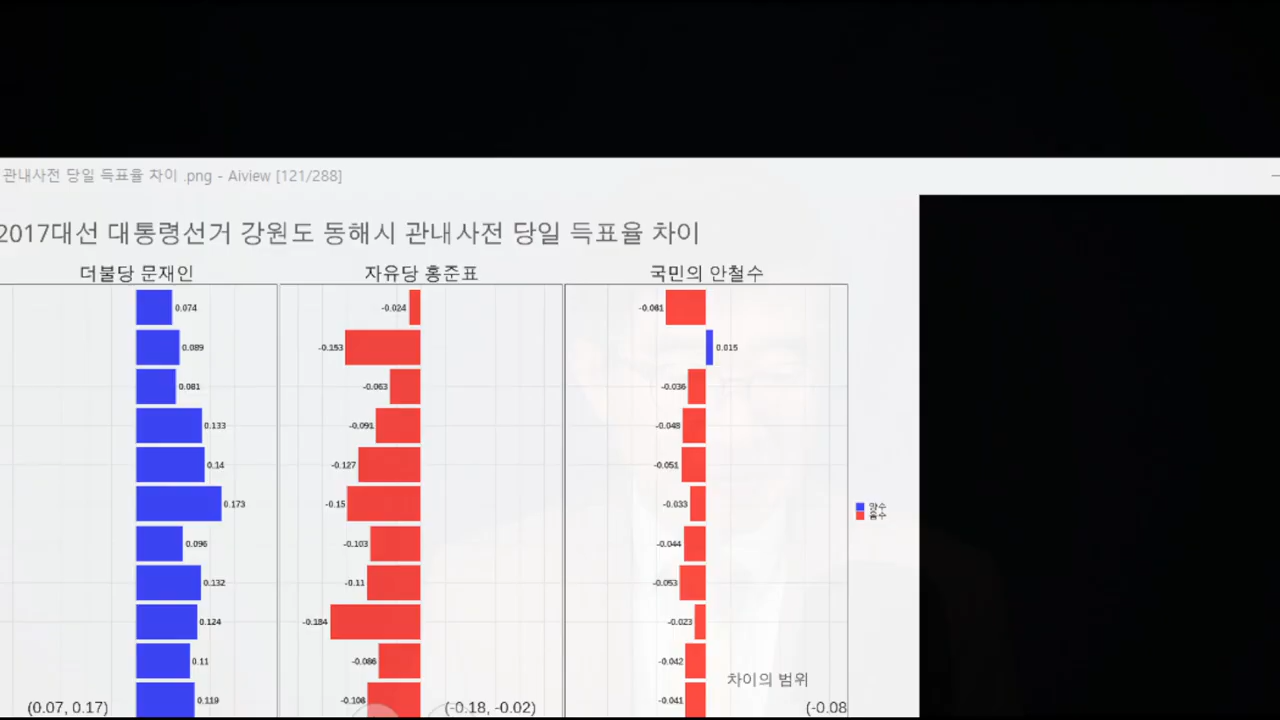 관내사전 당일 득표율 차이 .png - Aiview [121/288]
2017대선 대통령선거 강원도 동해시 관내사전 당일 득표율 차이
더불당 문재인 자유당 홍준표 국민의 안철수
0.074 -0.024 -0.081
0.089 -0.153 0.015
0.081 -0.063 -0.036
0.133 -0.091 -0.048
0.14 -0.127 -0.051
0.173 -0.15 -0.033
양수
음수
0.096 -0.103 -0.044
0.132 -0.11 -0.053
0.124 -0.184 -0.023
0.11 -0.086 -0.042
차이의 범위
0.119 -0.108 -0.041
(0.07, 0.17) (-0.18, -0.02) (-0.08